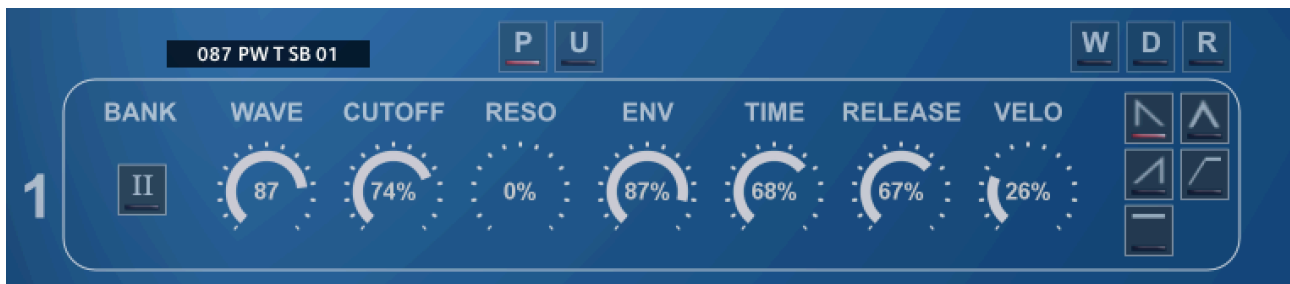 087 PW T SB 01
P U
W D R
BANK WAVE CUTOFF RESO ENV TIME RELEASE VELO
1
II 87 74% 0% 87% 68% 67% 26%